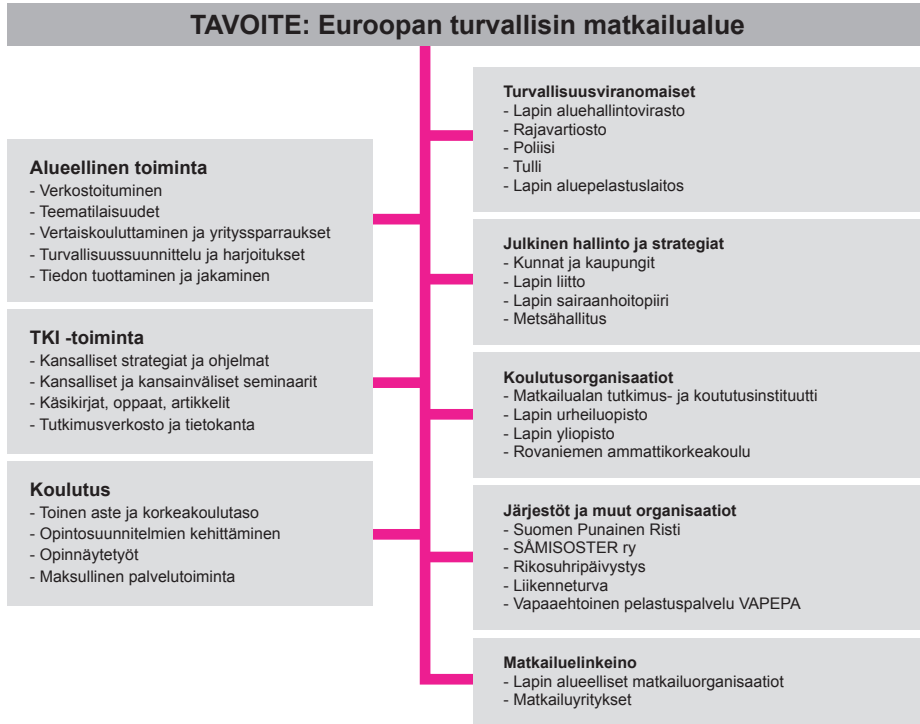 TAVOITE: Euroopan turvallisin matkailualue
Alueellinen toiminta
- Verkostoituminen
- Teematilaisuudet
- Vertaiskouluttaminen ja yrityssparraukset
- Turvallisuussuunnittelu ja harjoitukset
- Tiedon tuottaminen ja jakaminen
TKI -toiminta
- Kansalliset strategiat ja ohjelmat
- Kansalliset ja kansainväliset seminaarit
- Käsikirjat, oppaat, artikkelit
- Tutkimusverkosto ja tietokanta
Koulutus
- Toinen aste ja korkeakoulutaso
- Opintosuunnitelmien kehittäminen
- Opinnäytetyöt
- Maksullinen palvelutoiminta
Turvallisuusviranomaiset
- Lapin aluehallintovirasto
- Rajavartiosto
- Poliisi
- Tulli
- Lapin aluepelastuslaitos
Julkinen hallinto ja strategiat
- Kunnat ja kaupungit
- Lapin liitto
- Lapin sairaanhoitopiiri
- Metsähallitus
Koulutusorganisaatiot
- Matkailualan tutkimus- ja koututusinstituutti
- Lapin urheiluopisto
- Lapin yliopisto
- Rovaniemen ammattikorkeakoulu
Järjestöt ja muut organisaatiot
- Suomen Punainen Risti
- SÁMISOSTER ry
- Rikosuhripäivystys
- Liikenneturva
- Vapaaehtoinen pelastuspalvelu VAPEPA
Matkailuelinkeino
- Lapin alueelliset matkailuorganisaatiot
- Matkailuyritykset